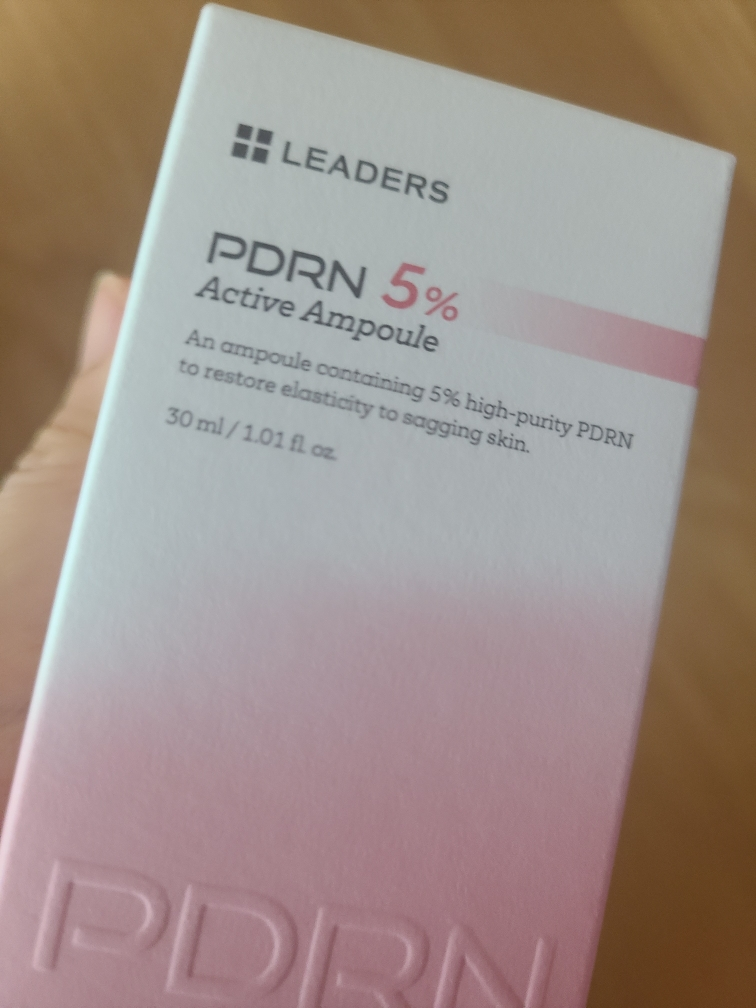 LEADERS
PDRN 5%
Active Ampoule
An ampoule containing 5% high-purity PDRN
to restore elasticity to sagging skin.
30 ml / 1.01 fl oz.
PDRN